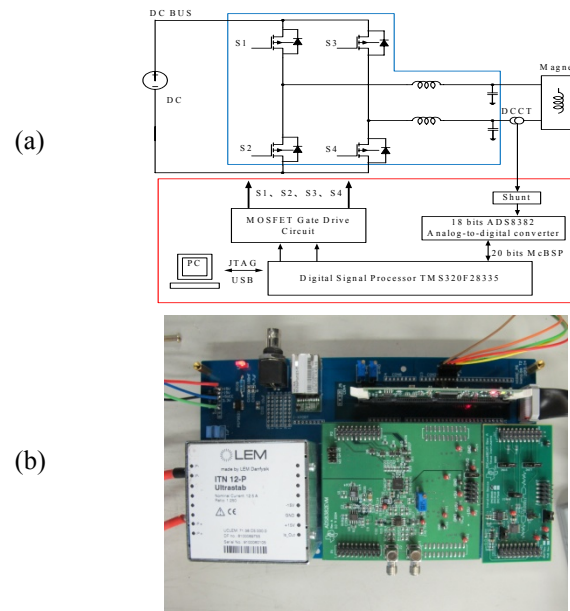 (a)
DC BUS
S1
S3
DC
S2
S4
Magne
DCCT
S1、S2、S3、S4
Shunt
MOSFET Gate Drive
Circuit
18 bits ADS8382
Analog-to-digital converter
20 bits McBSP
PC
JTAG
USB
Digital Signal Processor TMS320F28335
(b)
LEM
made by LEM Danfysik
ITN 12-P
Ultrastab